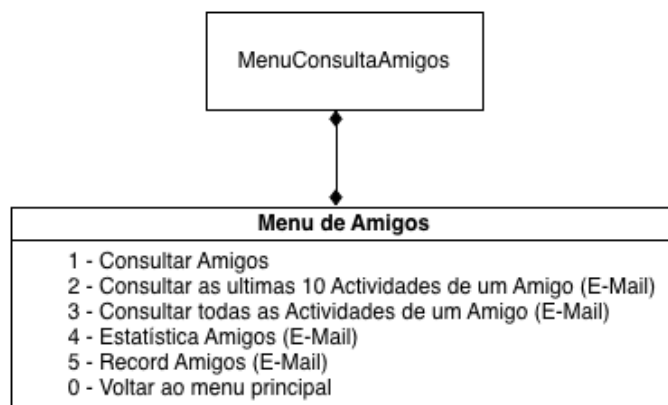 MenuConsultaAmigos
Menu de Amigos
1 - Consultar Amigos
2 - Consultar as ultimas 10 Actividades de um Amigo (E-Mail)
3 - Consultar todas as Actividades de um Amigo (E-Mail)
4 - Estatística Amigos (E-Mail)
5 - Record Amigos (E-Mail)
0 - Voltar ao menu principal